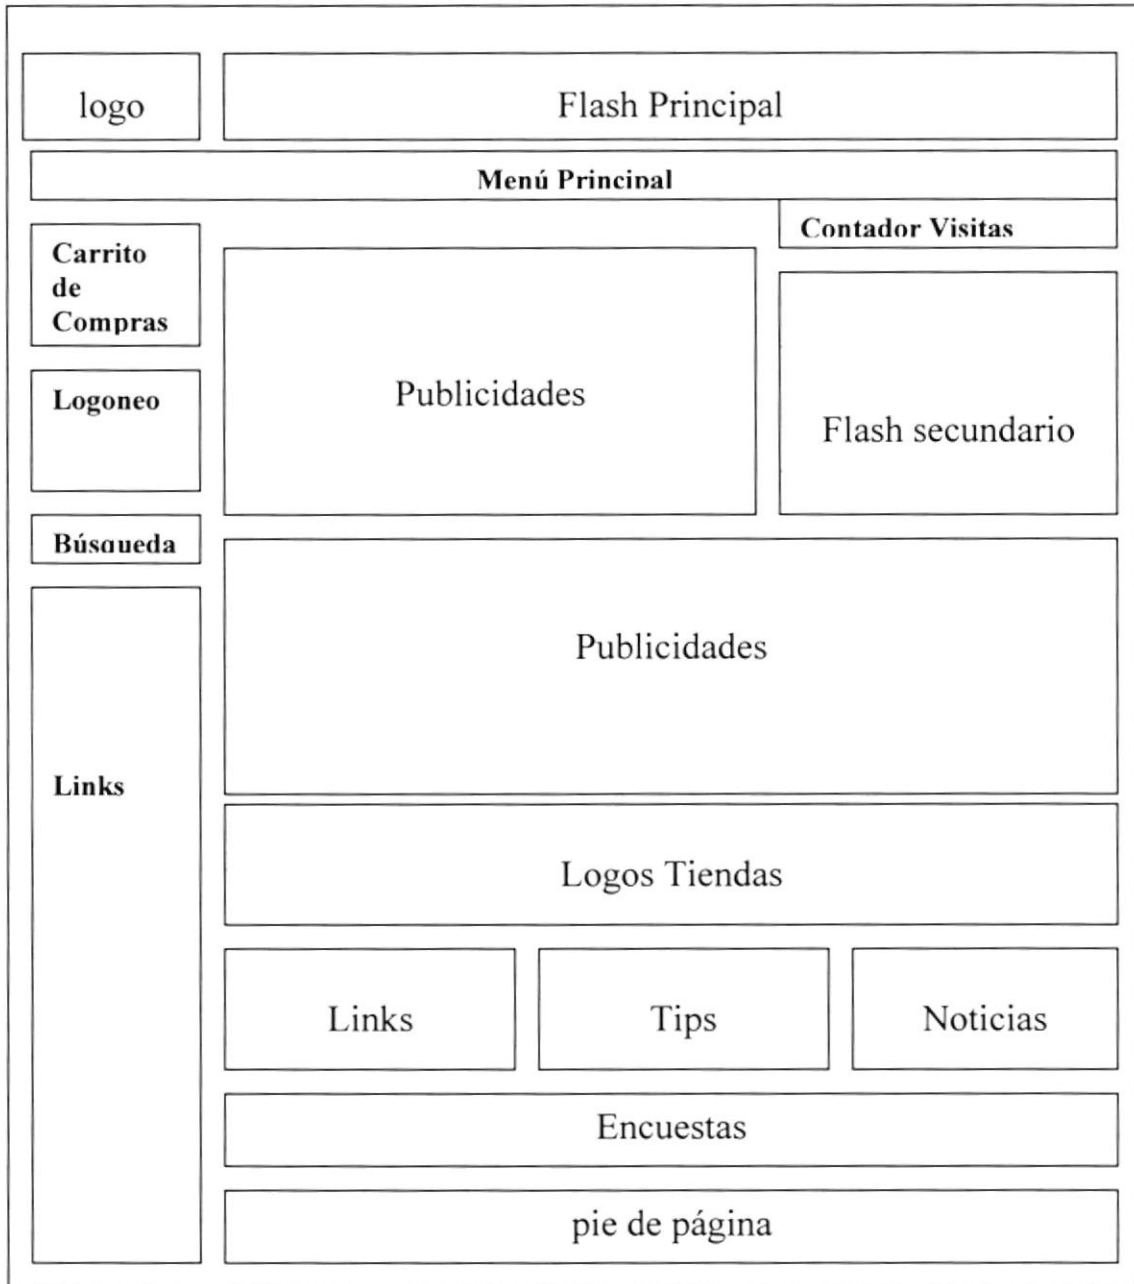 logo
Flash Principal
Menú Principal
Contador Visitas
Carrito
de
Compras
Publicidades
Flash secundario
Logoneo
Búsqueda
Publicidades
Links
Logos Tiendas
Links
Tips
Noticias
Encuestas
pie de página